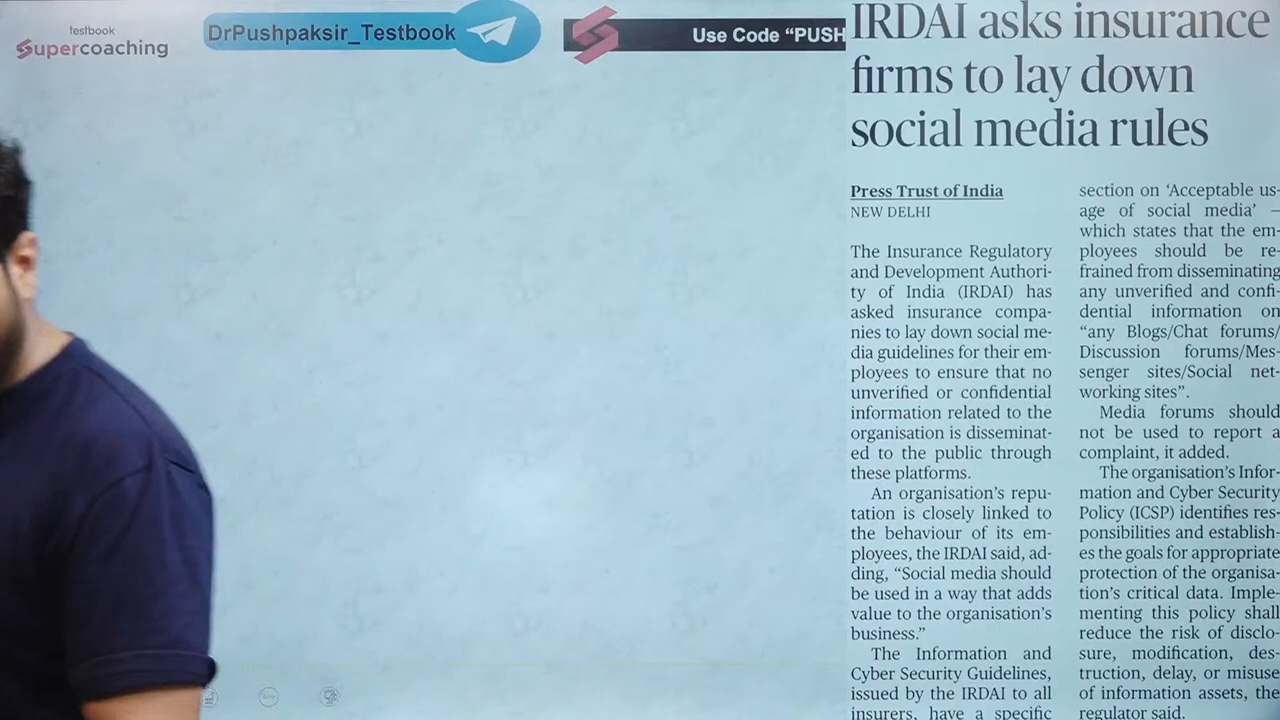 testbook
Supercoaching
DrPushpaksir_Testbook
Use Code “PUSH
IRDAI asks insurance
firms to lay down
social media rules
Press Trust of India
NEW DELHI
The Insurance Regulatory
and Development Authori-
ty of India (IRDAI) has
asked insurance compa-
nies to lay down social me-
dia guidelines for their em-
ployees to ensure that no
unverified or confidential
information related to the
organisation is disseminat-
ed to the public through
these platforms.
An organisation’s repu-
tation is closely linked to
the behaviour of its em-
ployees, the IRDAI said, ad-
ding, “Social media should
be used in a way that adds
value to the organisation’s
business.”
The Information and
Cyber Security Guidelines,
issued by the IRDAI to all
insurers, have a specific
section on ‘Acceptable us-
age of social media’ –
which states that the em-
ployees should be re-
frained from disseminating
any unverified and confi-
dential information on
“any Blogs/Chat forums/
Discussion forums/Mes-
senger sites/Social net-
working sites”.
Media forums should
not be used to report a
complaint, it added.
The organisation’s Infor-
mation and Cyber Security
Policy (ICSP) identifies res-
ponsibilities and establish-
es the goals for appropriate
protection of the organisa-
tion’s critical data. Imple-
menting this policy shall
reduce the risk of disclo-
sure, modification, des-
truction, delay, or misuse
of information assets, the
regulator said.